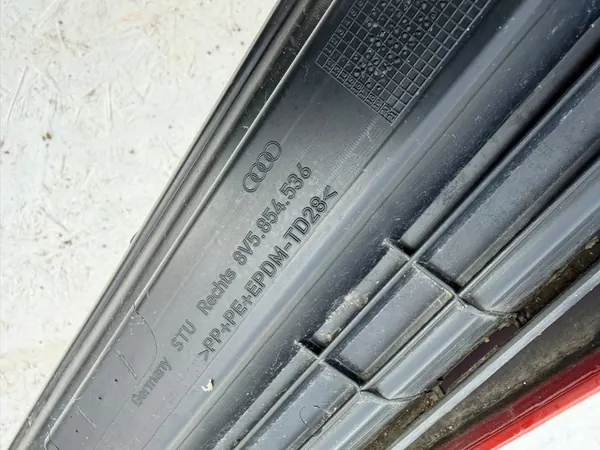 Germany STU Rechts 8V5.854.536
>PP+PE+EPDM-TD28<